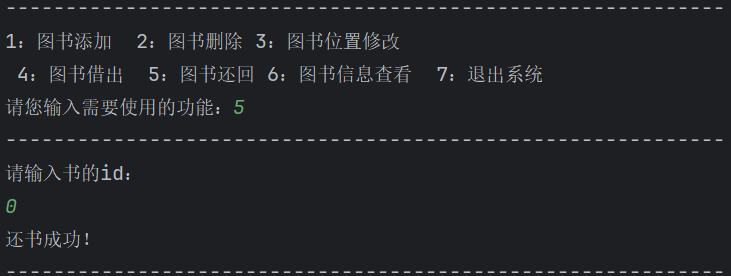 ------------------------------------------------------------
1: 图书添加  2: 图书删除 3: 图书位置修改
 4: 图书借出  5: 图书还回 6: 图书信息查看  7: 退出系统
请您输入需要使用的功能: 5
------------------------------------------------------------
请输入书的id:
0
还书成功!
------------------------------------------------------------